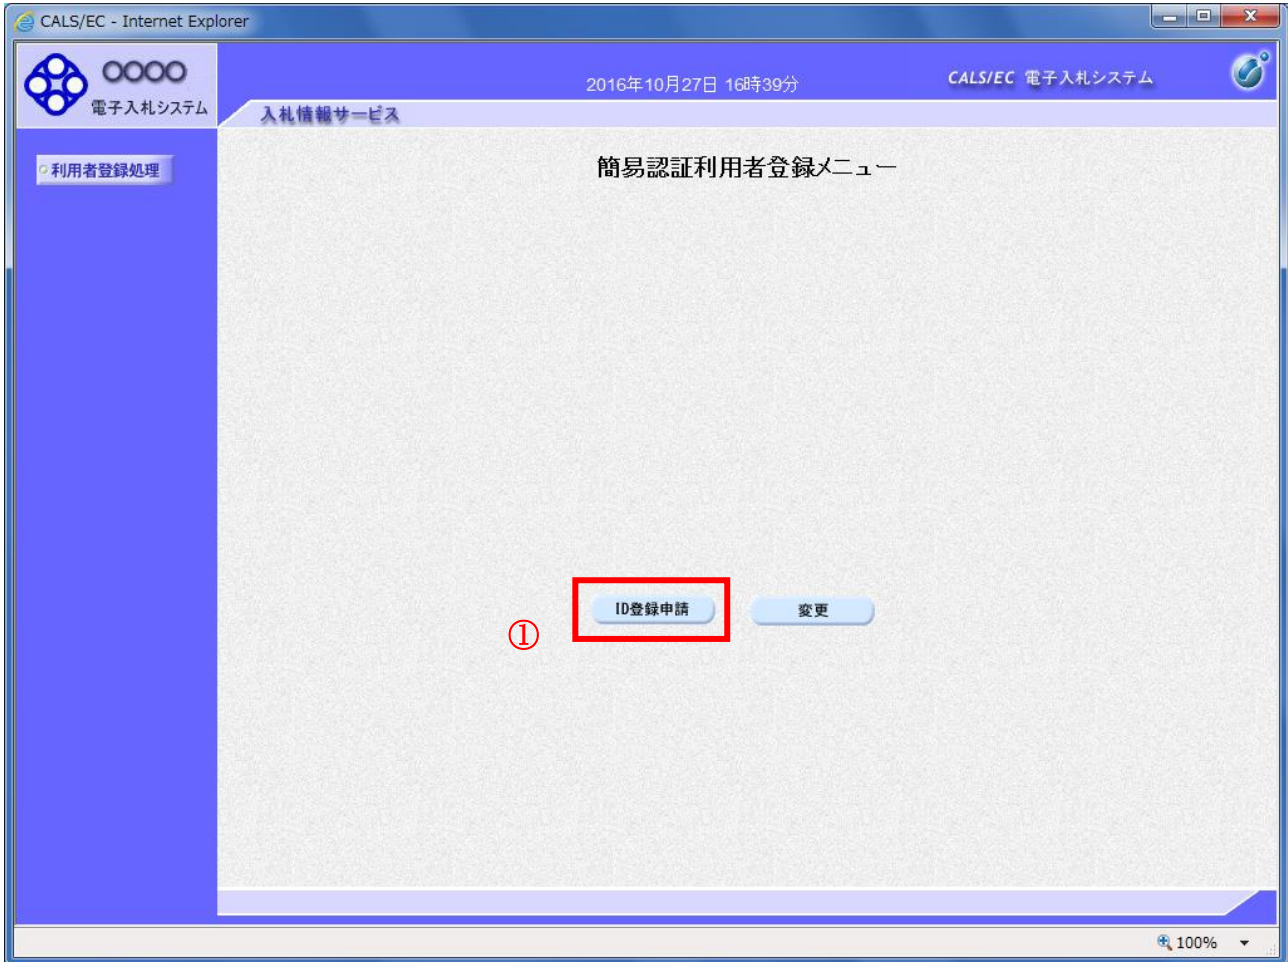 CALS/EC - Internet Explorer
〇〇〇〇
電子入札システム
2016年10月27日 16時39分
CALS/EC 電子入札システム
入札情報サービス
利用者登録処理
簡易認証利用者登録メニュー
ID登録申請
変更
①
100%